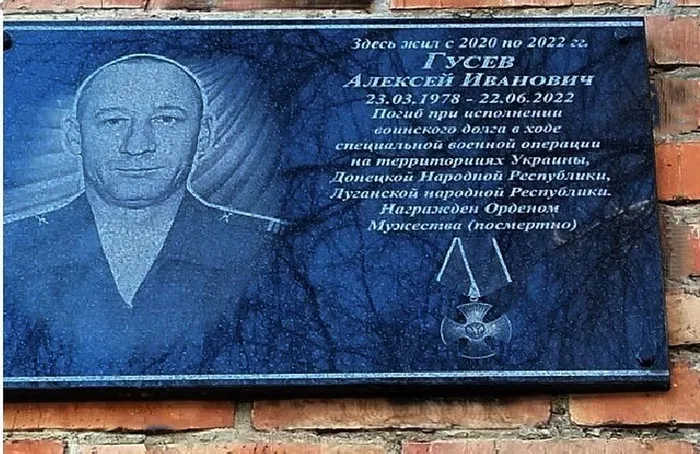 Здесь жил с 2020 по 2022 гг.
Гусев
Алексей Иванович
23.03.1978 - 22.06.2022
Погиб при исполнении
воинского долга в ходе
специальной военной операции
на территориях Украины,
Донецкой Народной Республики,
Луганской народной Республики.
Награжден Орденом
Мужества (посмертно)